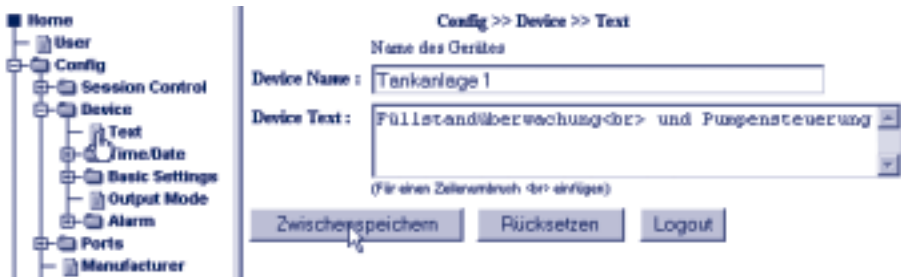 Home
User
Config
Session Control
Device
Text
Time/Date
Basic Settings
Output Mode
Alarm
Ports
Manufacturer
Config >> Device >> Text
Name des Gerätes
Device Name : Tankanlage 1
Device Text : Füllstandüberwachung<br> und Pumpensteuerung
(Für einen Zeilenumbruch <br> einfügen)
Zwischenspeichern Rücksetzen Logout